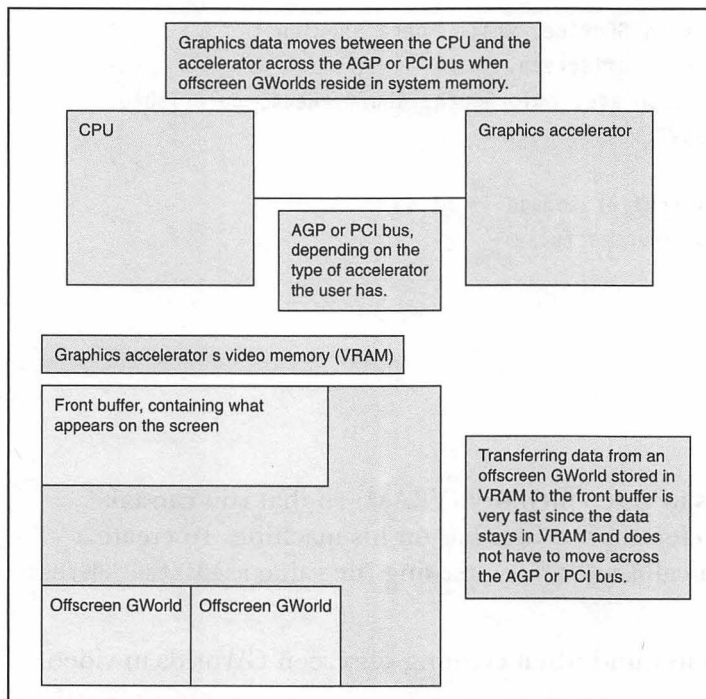 Graphics data moves between the CPU and the
accelerator across the AGP or PCI bus when
offscreen GWorlds reside in system memory.
CPU
Graphics accelerator
AGP or PCI bus,
depending on the
type of accelerator
the user has.
Graphics accelerator s video memory (VRAM)
Front buffer, containing what
appears on the screen
Transferring data from an
offscreen GWorld stored in
VRAM to the front buffer is
very fast since the data
stays in VRAM and does
not have to move across
the AGP or PCI bus.
Offscreen GWorld
Offscreen GWorld